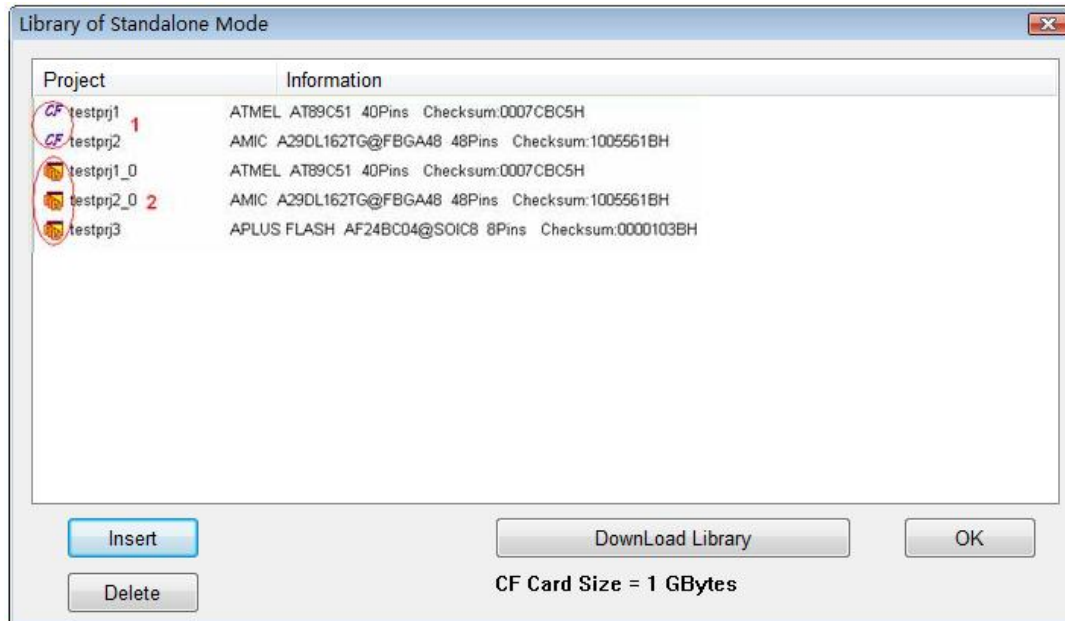 Library of Standalone Mode
Project Information
CF testprj1 ATMEL AT89C51 40Pins Checksum:0007CBC5H
1
CF testprj2 AMIC A29DL162TG@FBGA48 48Pins Checksum:1005561BH
testprj1_0 ATMEL AT89C51 40Pins Checksum:0007CBC5H
testprj2_0 2 AMIC A29DL162TG@FBGA48 48Pins Checksum:1005561BH
testprj3 APLUS FLASH AF24BC04@SOIC8 8Pins Checksum:0000103BH
Insert DownLoad Library OK
Delete CF Card Size = 1 GBytes